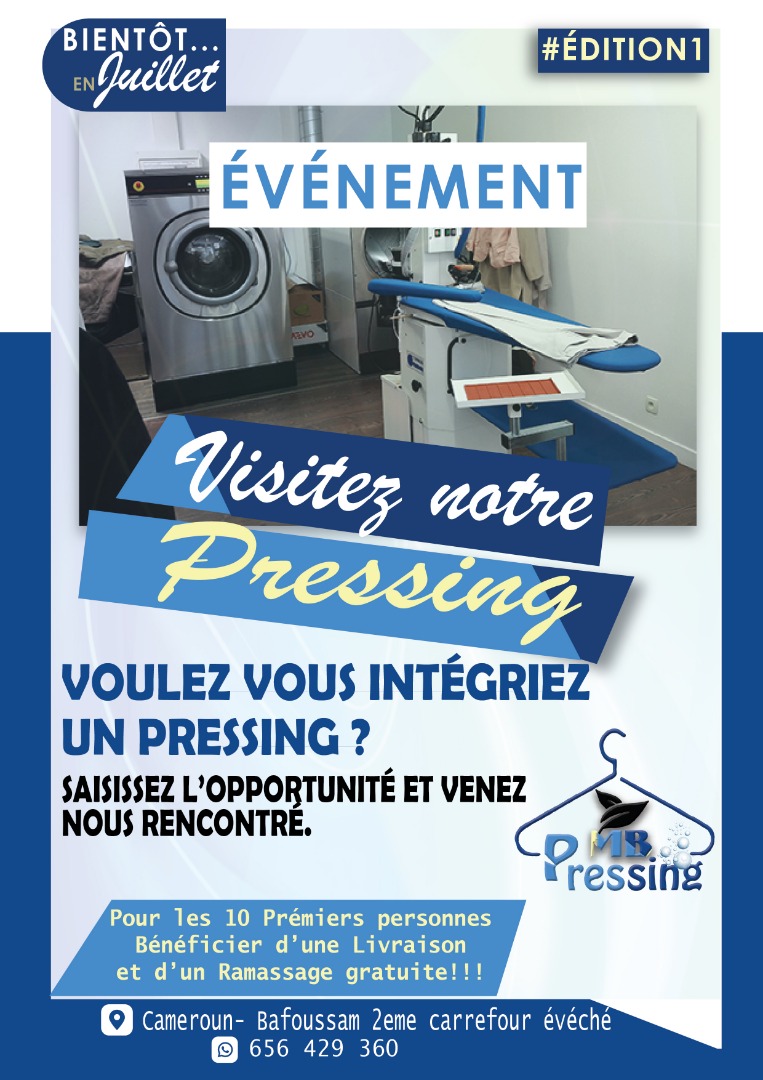 BIENTÔT...
EN Juillet
#ÉDITION1
ÉVÉNEMENT
EVO
Visitez notre
Pressing
VOULEZ VOUS INTÉGRIEZ
UN PRESSING ?
SAISISSEZ L'OPPORTUNITÉ ET VENEZ
NOUS RENCONTRÉ.
MB
Pressing
Pour les 10 Prémiers personnes
Bénéficier d'une Livraison
et d'un Ramassage gratuite!!!
Cameroun- Bafoussam 2eme carrefour évéché
656 429 360